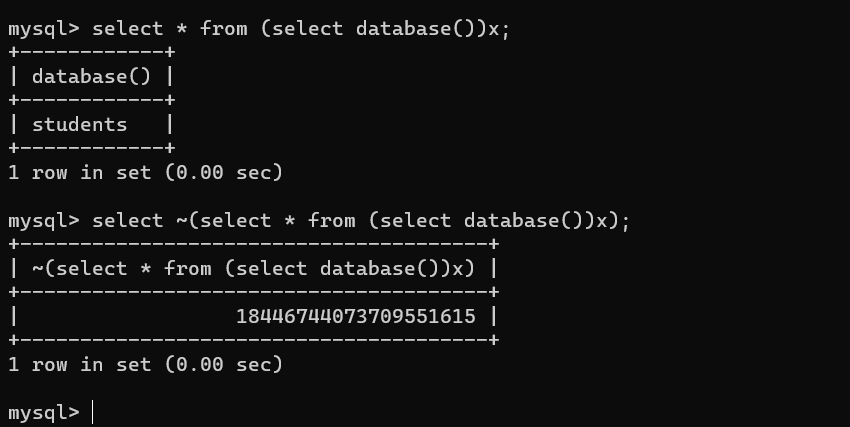 mysql> select * from (select database())x;
+------------+
| database() |
+------------+
| students   |
+------------+
1 row in set (0.00 sec)

mysql> select ~(select * from (select database())x);
+---------------------------------------+
| ~(select * from (select database())x) |
+---------------------------------------+
|                  18446744073709551615 |
+---------------------------------------+
1 row in set (0.00 sec)

mysql>